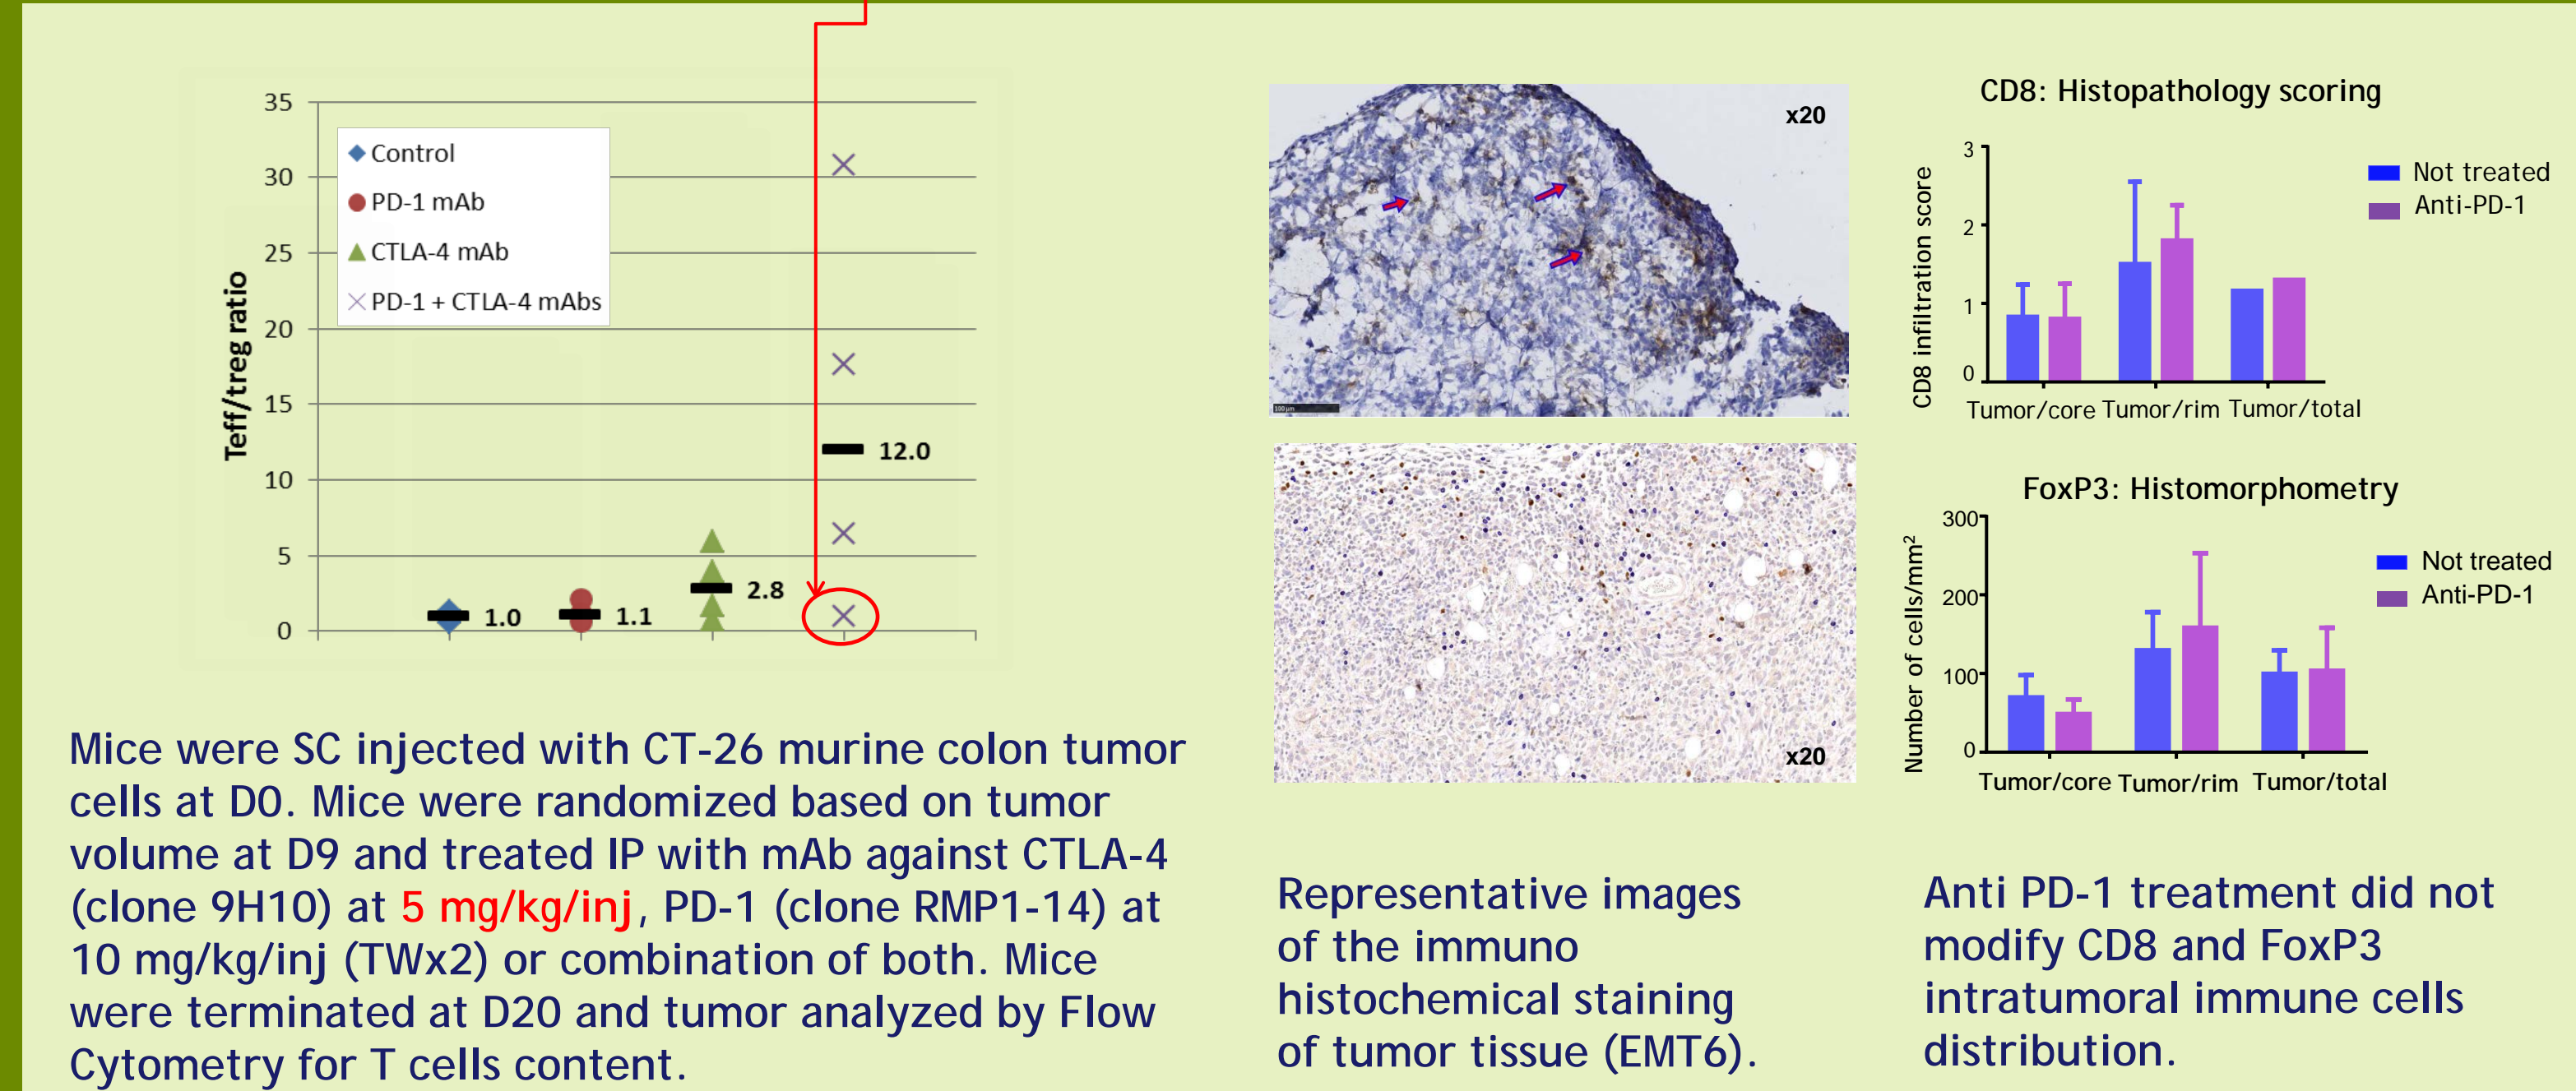 35
30
25
20
15
10
5
0
Teff/treg ratio
Control
PD-1 mAb
CTLA-4 mAb
PD-1 + CTLA-4 mAbs
1.0
1.1
2.8
12.0
Mice were SC injected with CT-26 murine colon tumor
cells at D0. Mice were randomized based on tumor
volume at D9 and treated IP with mAb against CTLA-4
(clone 9H10) at 5 mg/kg/inj, PD-1 (clone RMP1-14) at
10 mg/kg/inj (TWx2) or combination of both. Mice
were terminated at D20 and tumor analyzed by Flow
Cytometry for T cells content.
x20
100 µm
x20
Representative images
of the immuno
histochemical staining
of tumor tissue (EMT6).
CD8: Histopathology scoring
CD8 infiltration score
3
2
1
0
Tumor/core Tumor/rim Tumor/total
Not treated
Anti-PD-1
FoxP3: Histomorphometry
Number of cells/mm²
300
200
100
0
Tumor/core Tumor/rim Tumor/total
Not treated
Anti-PD-1
Anti PD-1 treatment did not
modify CD8 and FoxP3
intratumoral immune cells
distribution.